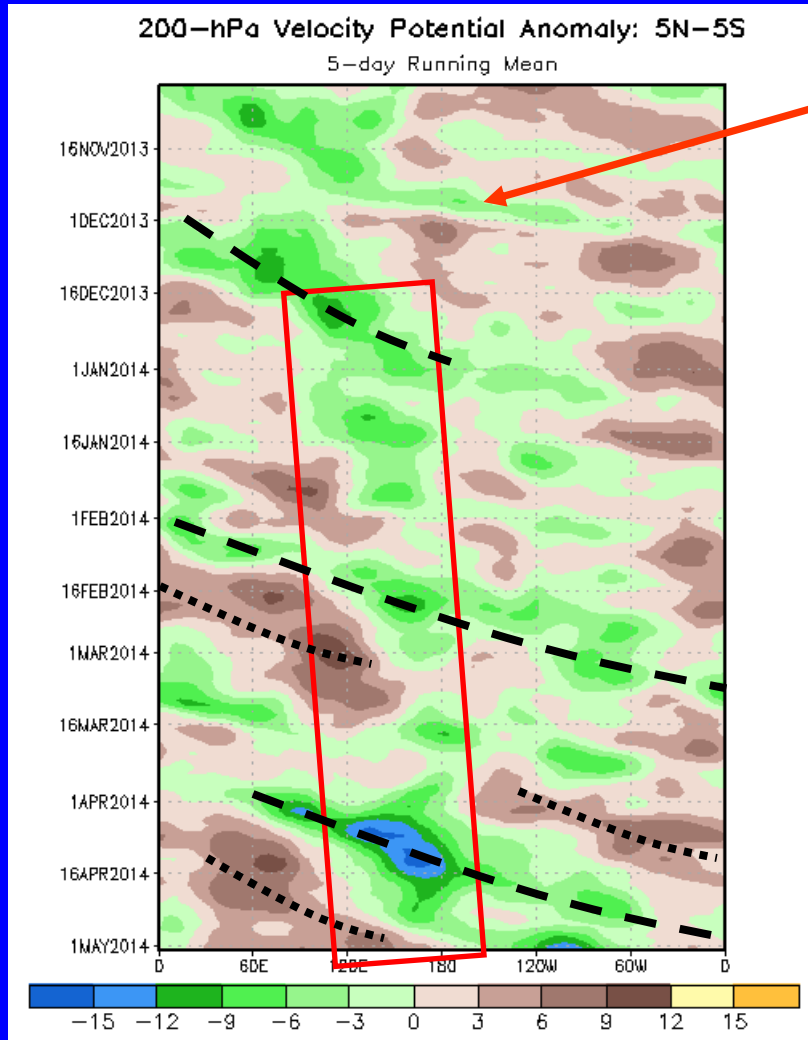 200-hPa Velocity Potential Anomaly: 5N-5S
5-day Running Mean
16NOV2013
1DEC2013
16DEC2013
1JAN2014
16JAN2014
1FEB2014
16FEB2014
1MAR2014
16MAR2014
1APR2014
16APR2014
1MAY2014
0 60E 120E 180 120W 60W 0
-15 -12 -9 -6 -3 0 3 6 9 12 15